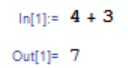 In[1]:= 4 + 3
Out[1]= 7